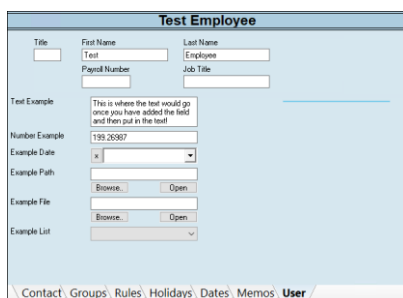 Test Employee
Title First Name Last Name
Test Employee
Payroll Number Job Title
Text Example
This is where the text would go
once you have added the field
and then put in the text!
Number Example 199.26987
Example Date x
Example Path
Browse.. Open
Example File
Browse.. Open
Example List
Contact Groups Rules Holidays Dates Memos User